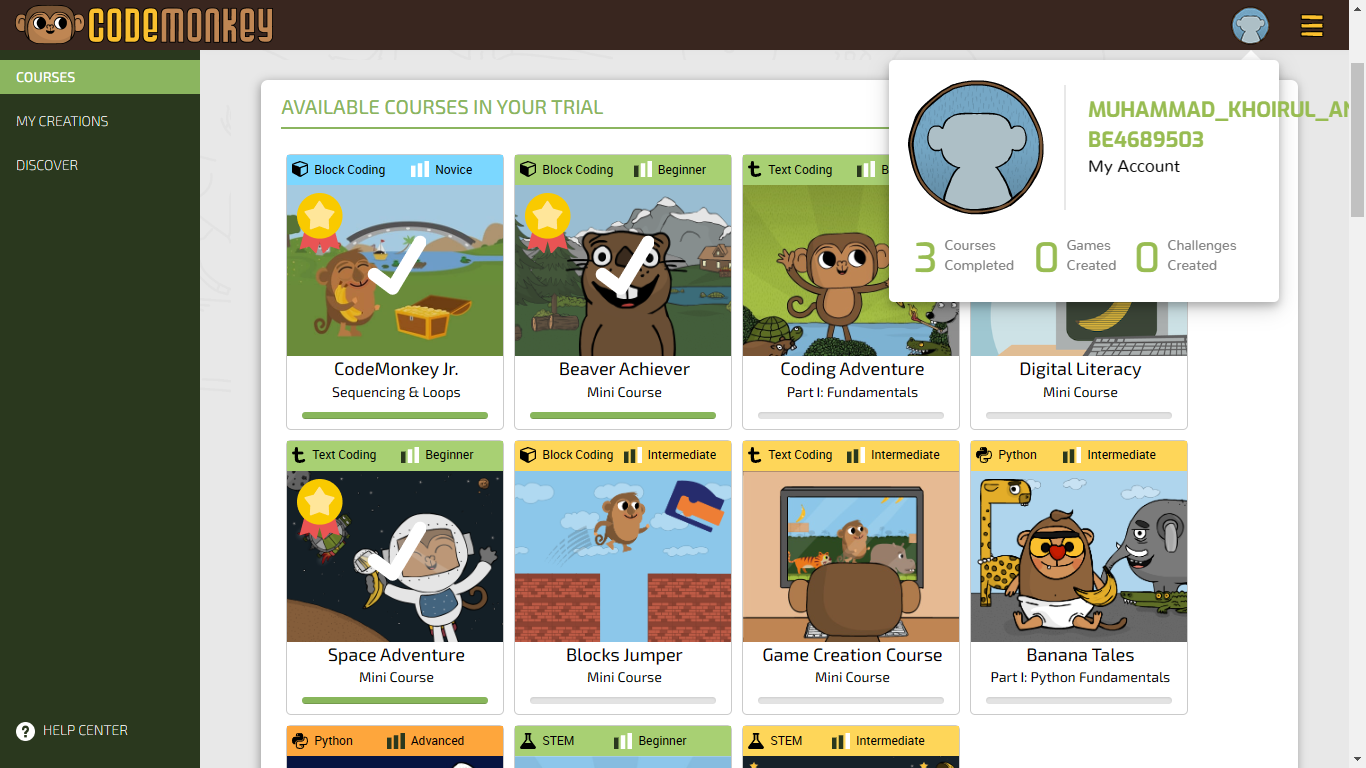 CODEMONKEY
COURSES
MY CREATIONS
DISCOVER
HELP CENTER
AVAILABLE COURSES IN YOUR TRIAL
MUHAMMAD_KHOIRUL_
BE4689503
My Account
3 Courses Completed
0 Games Created
0 Challenges Created
Block Coding Novice
CodeMonkey Jr.
Sequencing & Loops
Block Coding Beginner
Beaver Achiever
Mini Course
Text Coding B
Coding Adventure
Part I: Fundamentals
Digital Literacy
Mini Course
Text Coding Beginner
Space Adventure
Mini Course
Block Coding Intermediate
Blocks Jumper
Mini Course
Text Coding Intermediate
Game Creation Course
Mini Course
Python Intermediate
Banana Tales
Part I: Python Fundamentals
Python Advanced
STEM Beginner
STEM Intermediate